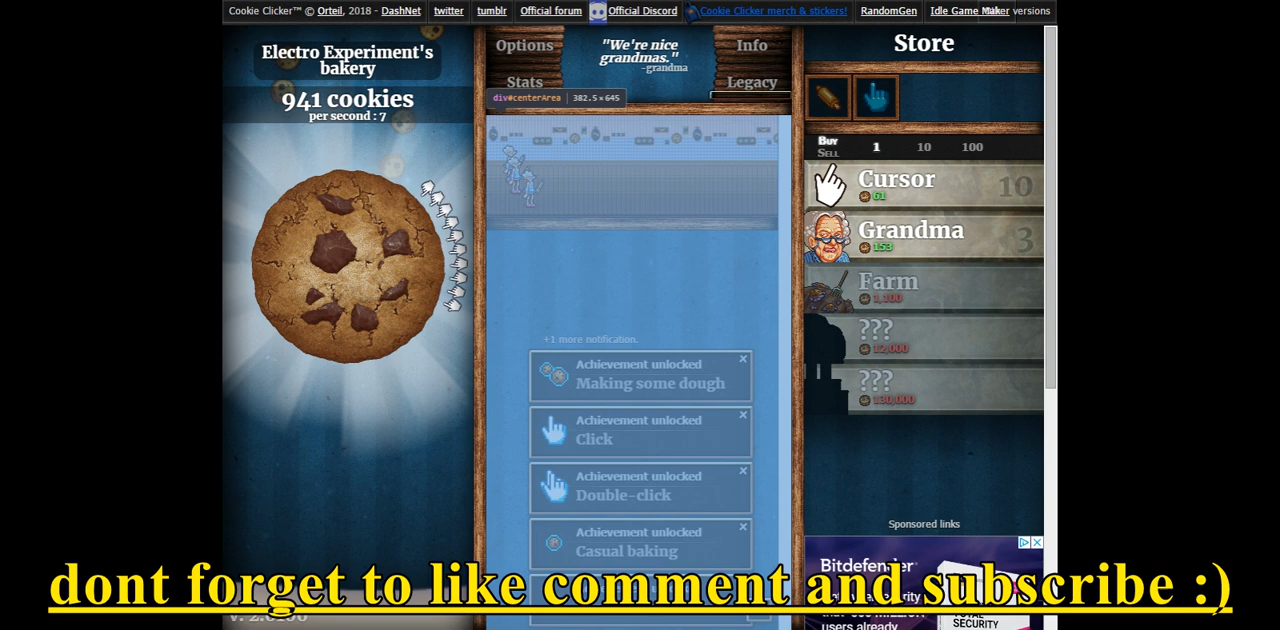 Cookie Clicker™ © Orteil, 2018 - DashNet
twitter
tumblr
Official forum
Official Discord
Cookie Clicker merch & stickers!
RandomGen
Idle Game Maker
versions
Electro Experiment's
bakery
941 cookies
per second : 7
Options
Stats
"We're nice
grandmas."
-grandma
Info
Legacy
div#centerArea | 382.5 × 645
+1 more notification.
Achievement unlocked
Making some dough
Achievement unlocked
Click
Achievement unlocked
Double-click
Achievement unlocked
Casual baking
Store
Buy
Sell
1
10
100
Cursor
61
10
Grandma
153
3
Farm
1,100
???
12,000
???
130,000
Sponsored links
Bitdefender
users already
SECURITY
dont forget to like comment and subscribe :)